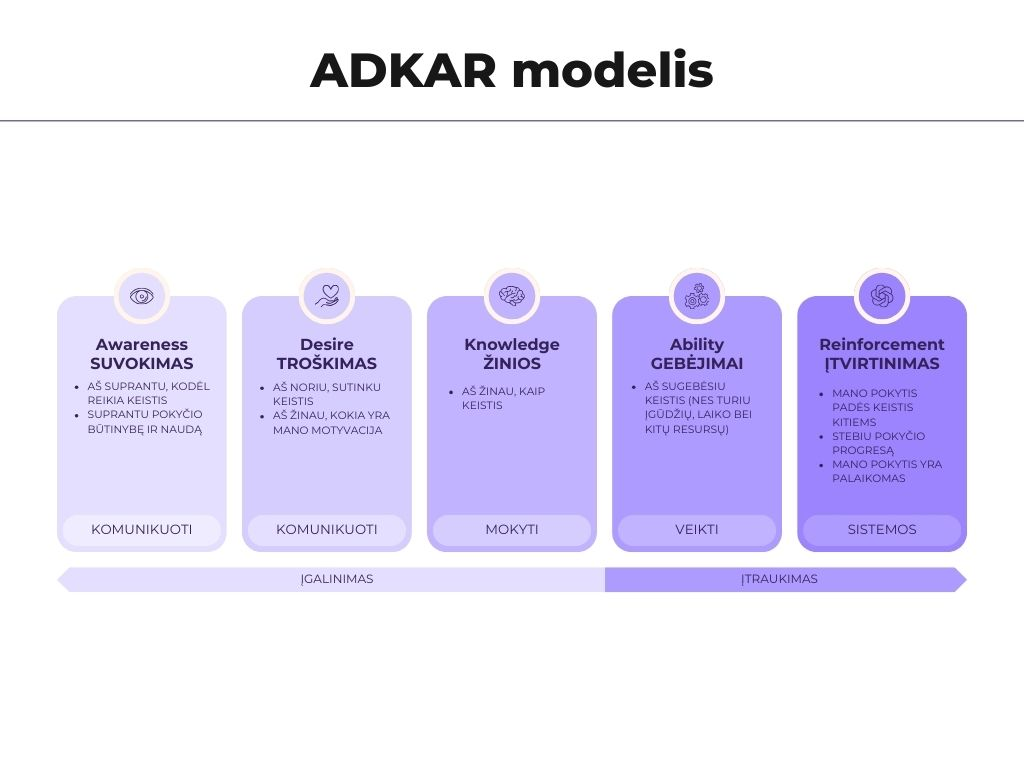 ADKAR modelis
Awareness
SUVOKIMAS
• AŠ SUPRANTU, KODĖL
REIKIA KEISTIS
• SUPRANTU POKYČIO
BŪTINYBĘ IR NAUDĄ
KOMUNIKUOTI
Desire
TROŠKIMAS
• AŠ NORIU, SUTINKU
KEISTIS
• AŠ ŽINAU, KOKIA YRA
MANO MOTYVACIJA
KOMUNIKUOTI
Knowledge
ŽINIOS
• AŠ ŽINAU, KAIP
KEISTIS
MOKYTI
Ability
GEBĖJIMAI
• AŠ SUGEBĖSIU
KEISTIS (NES TURIU
ĮGŪDŽIŲ, LAIKO BEI
KITŲ RESURSŲ)
VEIKTI
Reinforcement
ĮTVIRTINIMAS
• MANO POKYTIS
PADĖS KEISTIS
KITIEMS
• STEBIU POKYČIO
PROGRESĄ
• MANO POKYTIS YRA
PALAIKOMAS
SISTEMOS
ĮGALINIMAS
ĮTRAUKIMAS